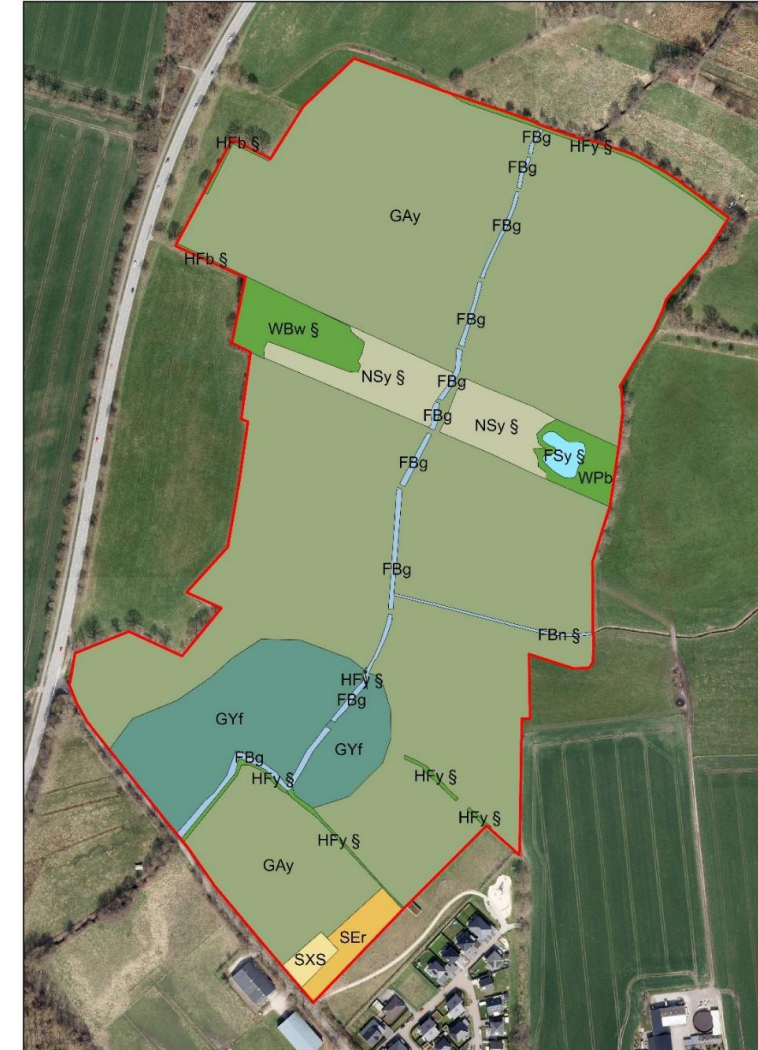 FBg
HFb §
HFy §
FBg
GAy
FBg
HFb §
FBg
WBw §
NSy §
FBg
FBg
NSy §
FSy §
FBg
WPb
FBg
FBn §
HFy §
FBg
GYf
GYf
FBg
HFy §
HFy §
HFy §
HFy §
GAy
SEr
SXS